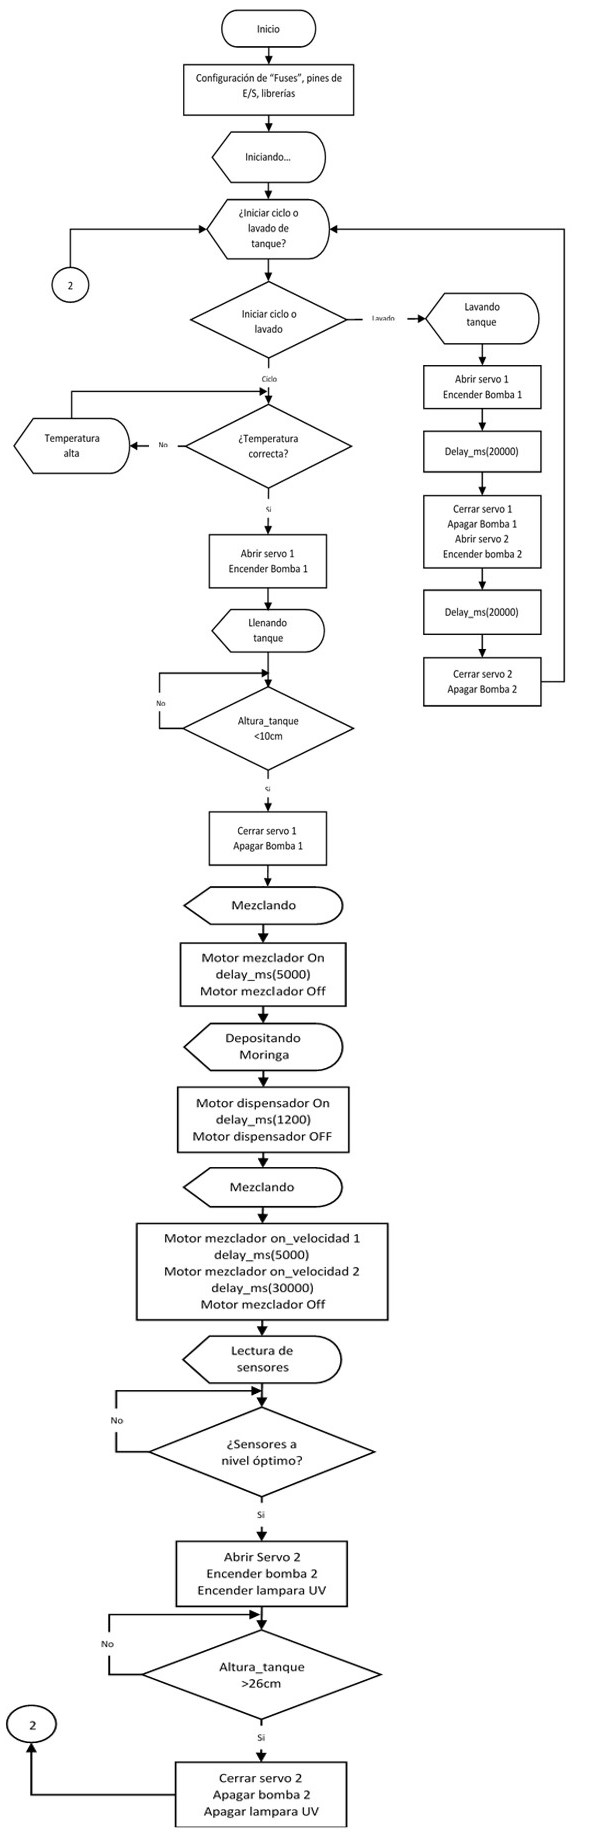 Inicio
Configuración de “Fuses”, pines de
E/S, librerías
Iniciando...
¿Iniciar ciclo o
lavado de
tanque?
2
Iniciar ciclo o
lavado
Lavado
Lavando
tanque
Abrir servo 1
Encender Bomba 1
Delay_ms(20000)
Cerrar servo 1
Apagar Bomba 1
Abrir servo 2
Encender bomba 2
Delay_ms(20000)
Cerrar servo 2
Apagar Bomba 2
Ciclo
¿Temperatura
correcta?
No
Temperatura
alta
Si
Abrir servo 1
Encender Bomba 1
Llenando
tanque
No
Altura_tanque
<10cm
Si
Cerrar servo 1
Apagar Bomba 1
Mezclando
Motor mezclador On
delay_ms(5000)
Motor mezclador Off
Depositando
Moringa
Motor dispensador On
delay_ms(1200)
Motor dispensador OFF
Mezclando
Motor mezclador on_velocidad 1
delay_ms(5000)
Motor mezclador on_velocidad 2
delay_ms(30000)
Motor mezclador Off
Lectura de
sensores
No
¿Sensores a
nivel óptimo?
Si
Abrir Servo 2
Encender bomba 2
Encender lampara UV
No
Altura_tanque
>26cm
Si
2
Cerrar servo 2
Apagar bomba 2
Apagar lampara UV